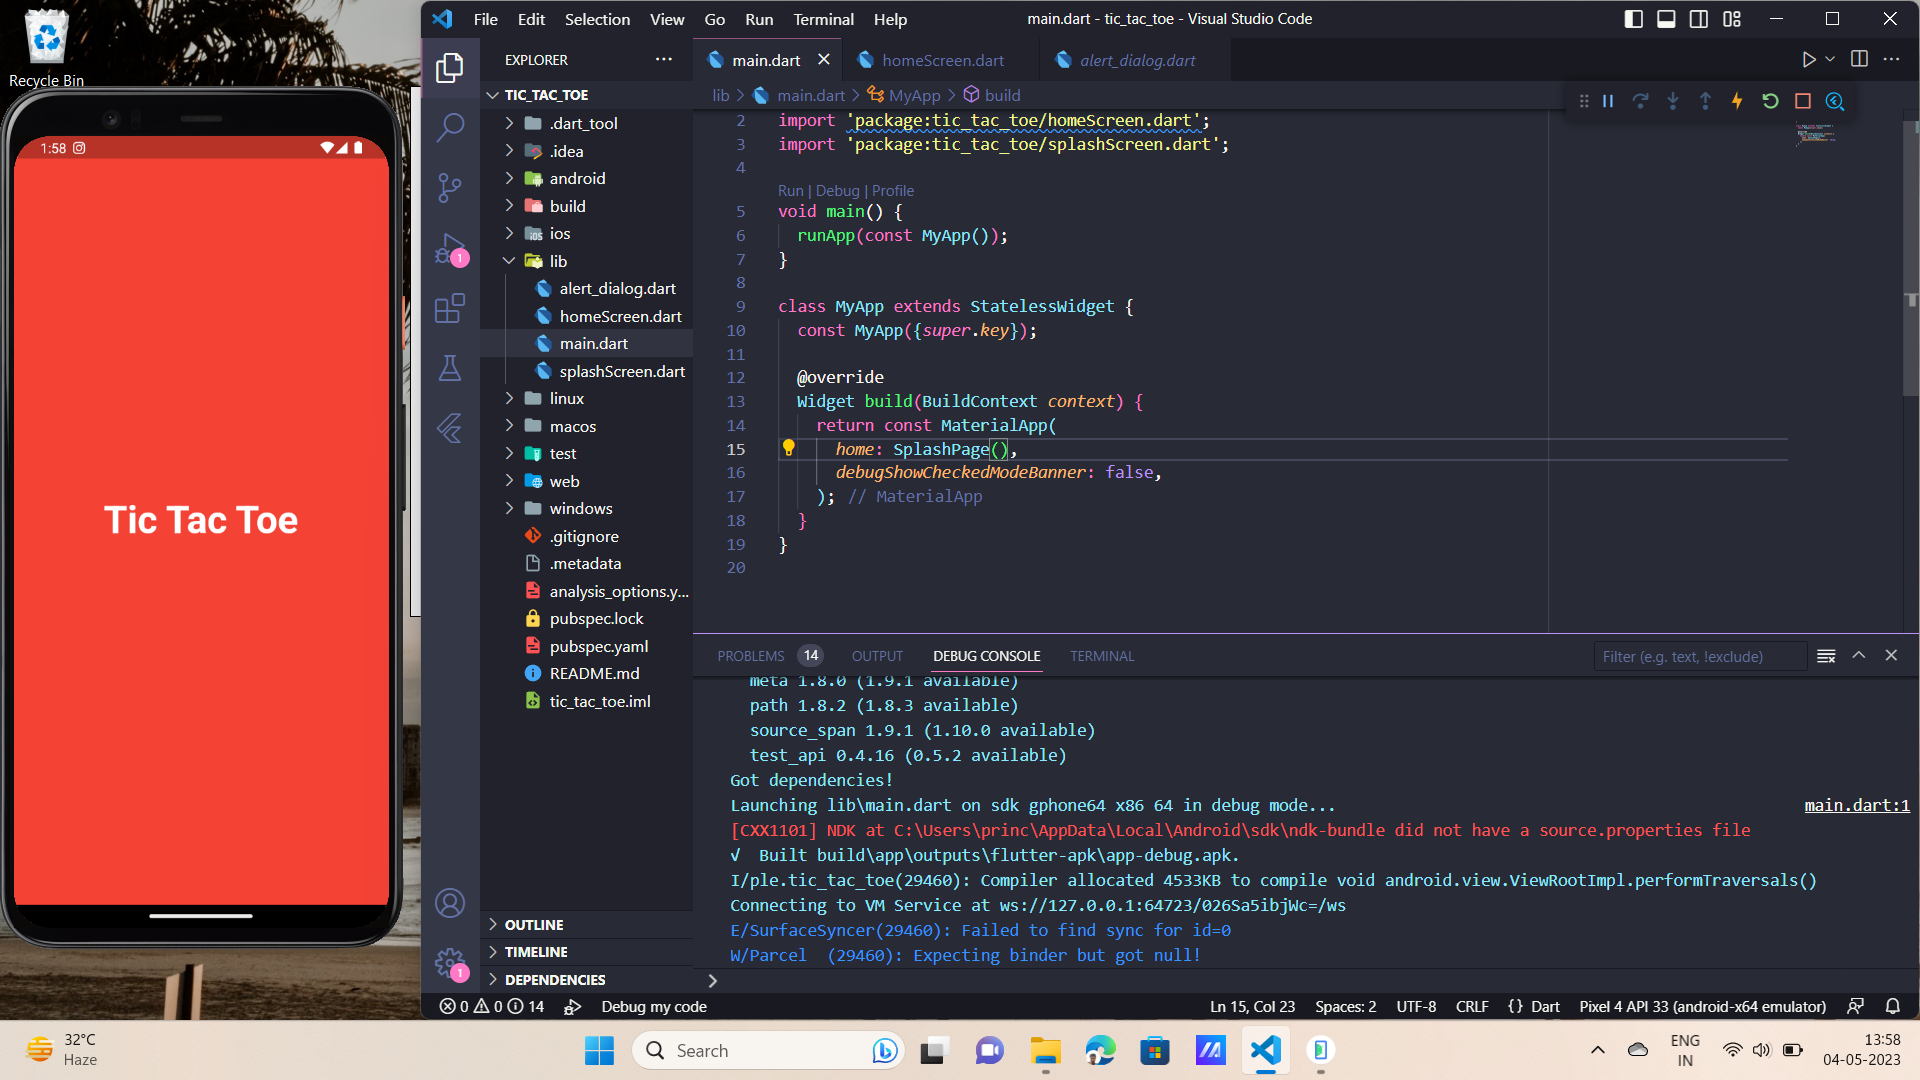 Recycle Bin
1:58
Tic Tac Toe
File Edit Selection View Go Run Terminal Help
main.dart - tic_tac_toe - Visual Studio Code
EXPLORER
TIC_TAC_TOE
.dart_tool
.idea
android
build
ios
lib
alert_dialog.dart
homeScreen.dart
main.dart
splashScreen.dart
linux
macos
test
web
windows
.gitignore
.metadata
analysis_options.y...
pubspec.lock
pubspec.yaml
README.md
tic_tac_toe.iml
OUTLINE
TIMELINE
DEPENDENCIES
main.dart
homeScreen.dart
alert_dialog.dart
lib > main.dart > MyApp > build
2 import 'package:tic_tac_toe/homeScreen.dart';
3 import 'package:tic_tac_toe/splashScreen.dart';
4
Run | Debug | Profile
5 void main() {
6 runApp(const MyApp());
7 }
8
9 class MyApp extends StatelessWidget {
10 const MyApp({super.key});
11
12 @override
13 Widget build(BuildContext context) {
14 return const MaterialApp(
15 home: SplashPage(),
16 debugShowCheckedModeBanner: false,
17 ); // MaterialApp
18 }
19 }
20
PROBLEMS 14 OUTPUT DEBUG CONSOLE TERMINAL
Filter (e.g. text, !exclude)
meta 1.8.0 (1.9.1 available)
path 1.8.2 (1.8.3 available)
source_span 1.9.1 (1.10.0 available)
test_api 0.4.16 (0.5.2 available)
Got dependencies!
Launching lib\main.dart on sdk gphone64 x86 64 in debug mode...
main.dart:1
[CXX1101] NDK at C:\Users\princ\AppData\Local\Android\sdk\ndk-bundle did not have a source.properties file
√ Built build\app\outputs\flutter-apk\app-debug.apk.
I/ple.tic_tac_toe(29460): Compiler allocated 4533KB to compile void android.view.ViewRootImpl.performTraversals()
Connecting to VM Service at ws://127.0.0.1:64723/026Sa5ibjWc=/ws
E/SurfaceSyncer(29460): Failed to find sync for id=0
W/Parcel (29460): Expecting binder but got null!
0 0 14 Debug my code
Ln 15, Col 23 Spaces: 2 UTF-8 CRLF {} Dart Pixel 4 API 33 (android-x64 emulator)
32°C
Haze
Search
ENG
IN
13:58
04-05-2023